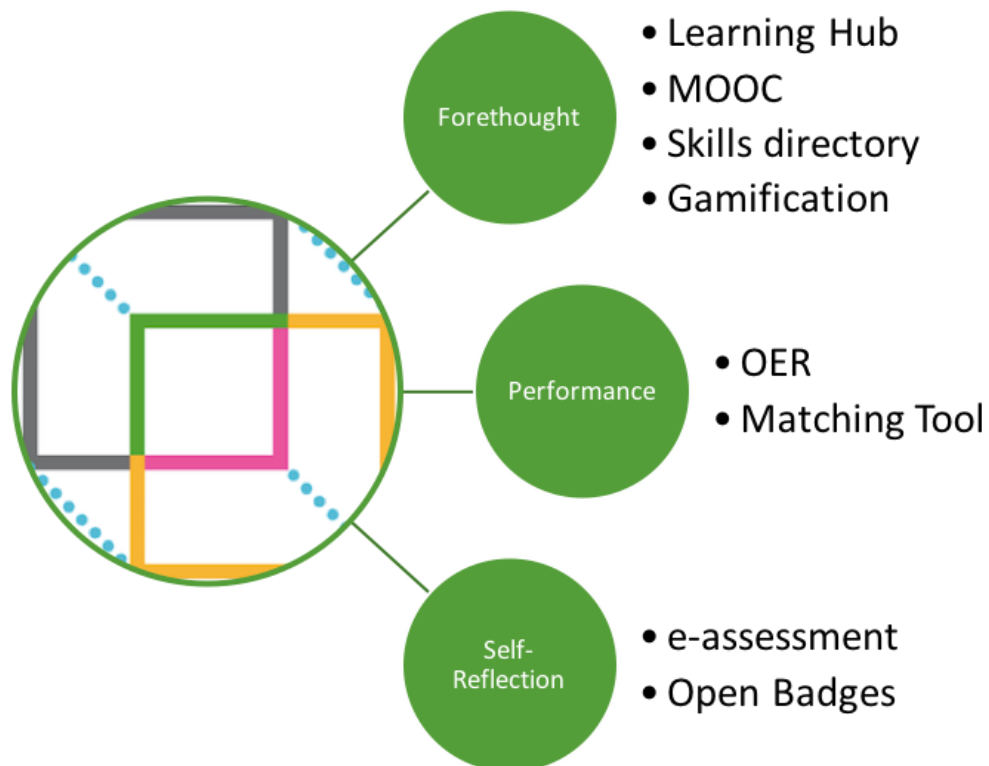 Forethought
• Learning Hub
• MOOC
• Skills directory
• Gamification
Performance
• OER
• Matching Tool
Self-
Reflection
• e-assessment
• Open Badges